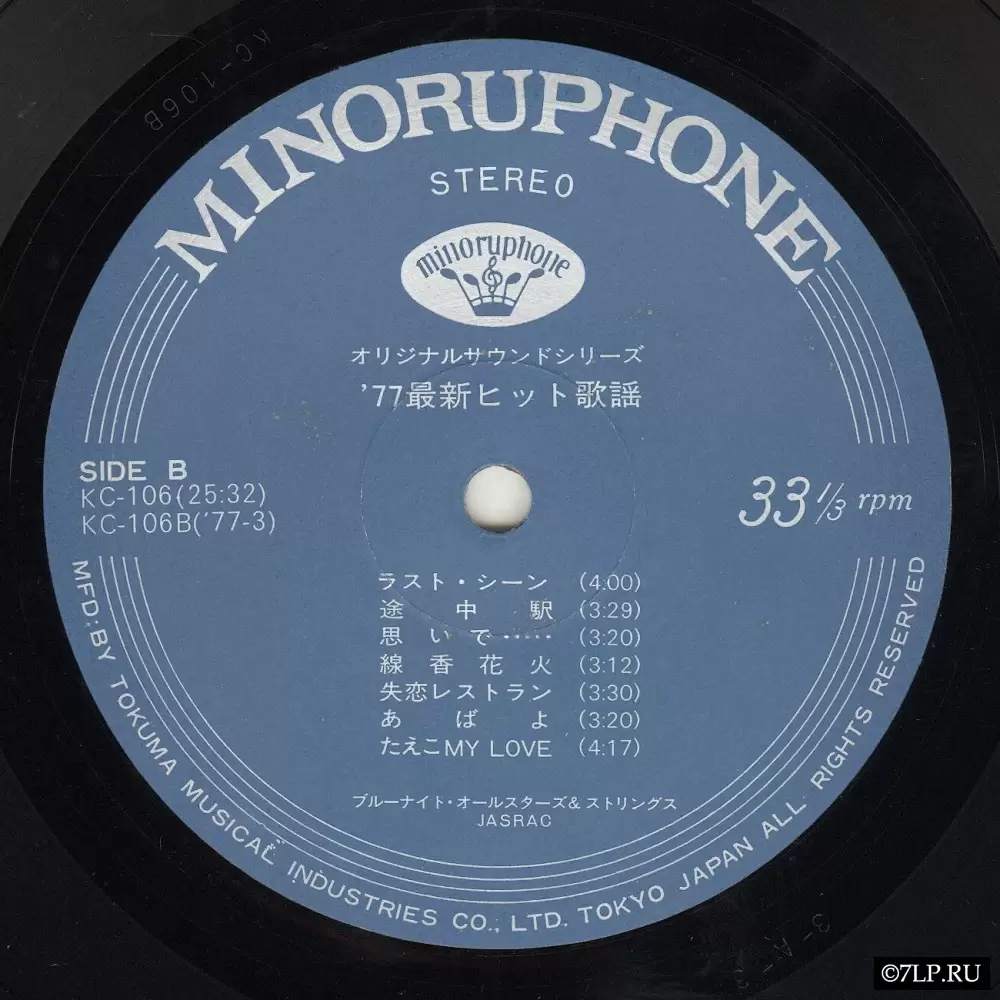 KC-106B
MINORUPHONE
STEREO
minoruphone
オリジナルサウンドシリーズ
'77最新ヒット歌謡
SIDE B
KC-106(25:32)
KC-106B('77-3)
33 1/3 rpm
ラスト・シーン (4:00)
途中駅 (3:29)
思いで…… (3:20)
線香花火 (3:12)
失恋レストラン (3:30)
あばよ (3:20)
たえこMY LOVE (4:17)
ブルーナイト・オールスターズ& ストリングス
JASRAC
MFD:BY TOKUMA MUSICAL INDUSTRIES CO.; LTD. TOKYO JAPAN ALL RIGHTS RESERVED
©7LP.RU